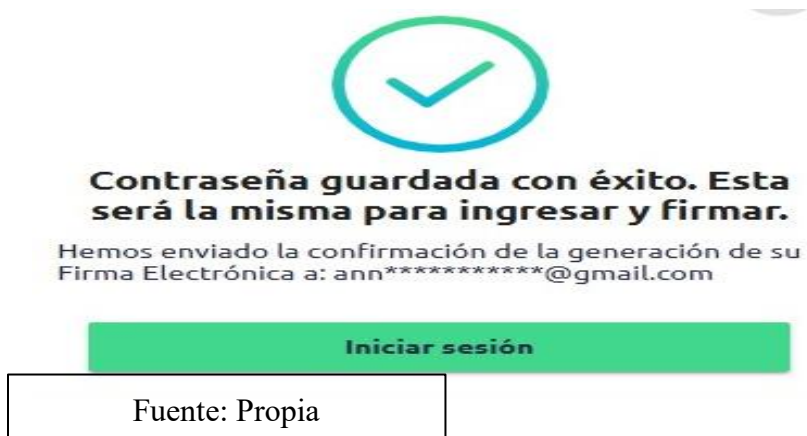 Contraseña guardada con éxito. Esta
será la misma para ingresar y firmar.
Hemos enviado la confirmación de la generación de su
Firma Electrónica a: ann***********@gmail.com
Iniciar sesión
Fuente: Propia